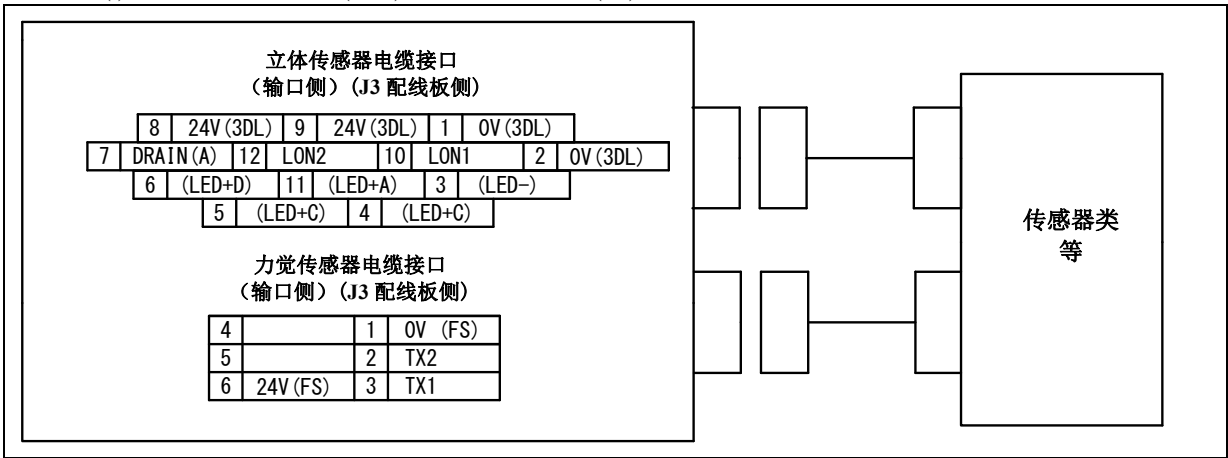 立体传感器电缆接口
（输口侧）(J3 配线板侧)
8 24V(3DL) 9 24V(3DL) 1 0V(3DL)
7 DRAIN(A) 12 LON2 10 LON1 2 0V(3DL)
6 (LED+D) 11 (LED+A) 3 (LED-)
5 (LED+C) 4 (LED+C)
力觉传感器电缆接口
（输口侧）(J3 配线板侧)
4 1 0V (FS)
5 2 TX2
6 24V(FS) 3 TX1
传感器类
等